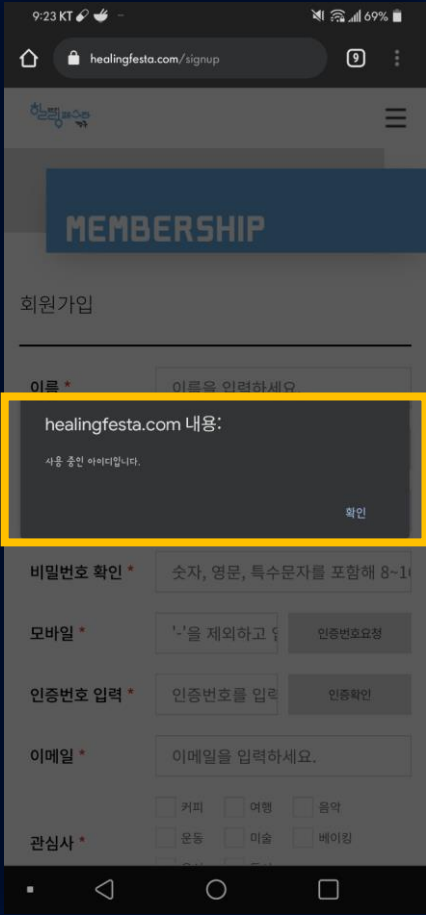 9:23 KT
69%
healingfesta.com/signup
9
힐링페스타
MEMBERSHIP
회원가입
이름 *
이름을 입력하세요.
healingfesta.com 내용:
사용 중인 아이디입니다.
확인
비밀번호 확인 * 숫자, 영문, 특수문자를 포함해 8~1
모바일 * '-'을 제외하고 인증번호요청
인증번호 입력 * 인증번호를 입력 인증확인
이메일 * 이메일을 입력하세요.
커피 여행 음악
관심사 * 운동 미술 베이킹